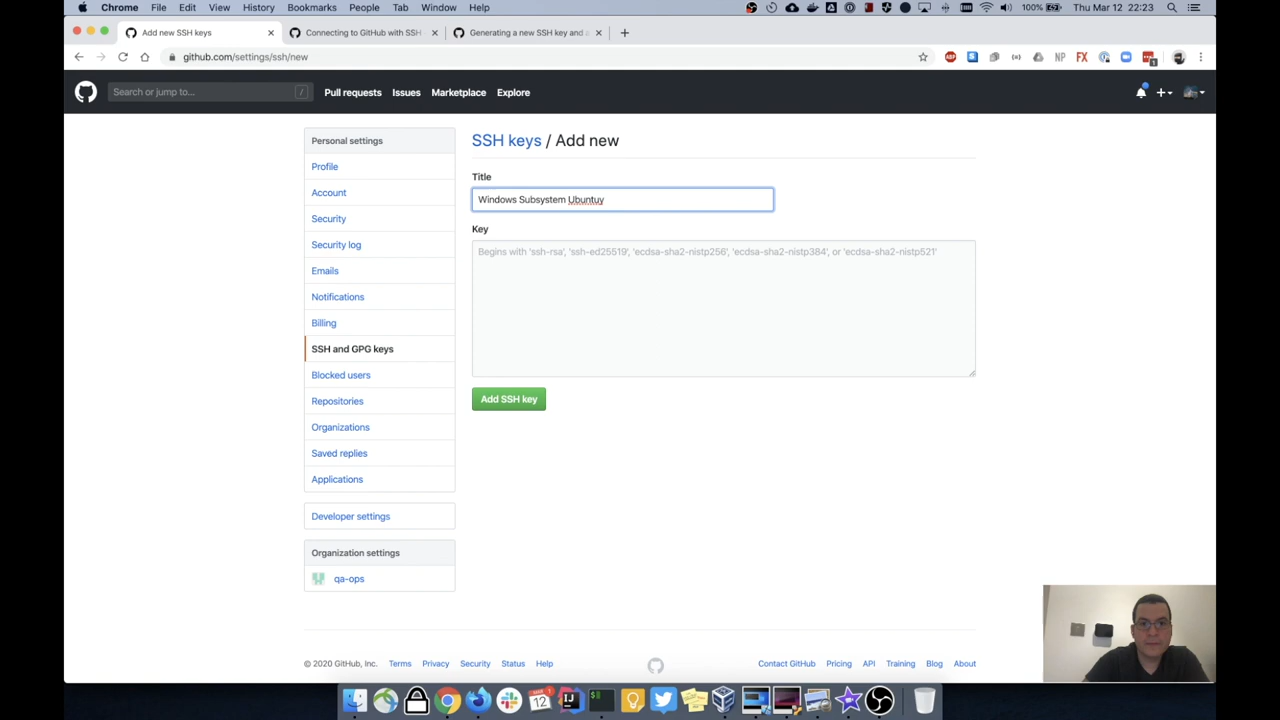 Chrome File Edit View History Bookmarks People Tab Window Help 100% Thu Mar 12 22:23
Add new SSH keys Connecting to GitHub with SSH Generating a new SSH key and
github.com/settings/ssh/new
Search or jump to... / Pull requests Issues Marketplace Explore
Personal settings
Profile
Account
Security
Security log
Emails
Notifications
Billing
SSH and GPG keys
Blocked users
Repositories
Organizations
Saved replies
Applications
Developer settings
Organization settings
qa-ops
SSH keys / Add new
Title
Windows Subsystem Ubuntuy
Key
Begins with 'ssh-rsa', 'ssh-ed25519', 'ecdsa-sha2-nistp256', 'ecdsa-sha2-nistp384', or 'ecdsa-sha2-nistp521'
Add SSH key
© 2020 GitHub, Inc. Terms Privacy Security Status Help Contact GitHub Pricing API Training Blog About